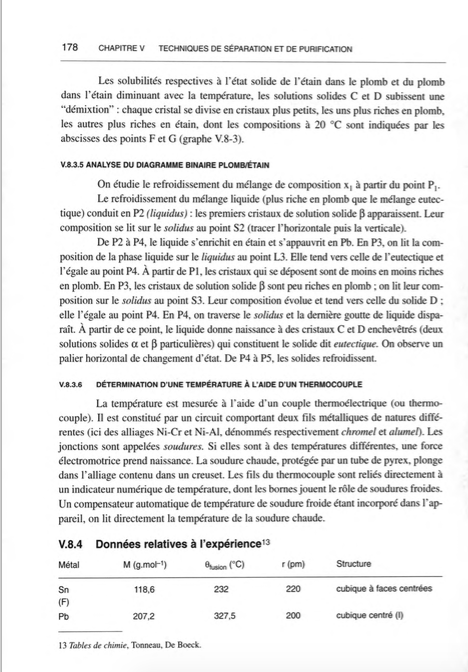 178 CHAPITRE V TECHNIQUES DE SÉPARATION ET DE PURIFICATION
Les solubilités respectives à l'état solide de l'étain dans le plomb et du plomb
dans l'étain diminuant avec la température, les solutions solides C et D subissent une
"démixtion" : chaque cristal se divise en cristaux plus petits, les uns plus riches en plomb,
les autres plus riches en étain, dont les compositions à 20 °C sont indiquées par les
abscisses des points F et G (graphe V.8-3).
V.8.3.5 ANALYSE DU DIAGRAMME BINAIRE PLOMB/ÉTAIN
On étudie le refroidissement du mélange de composition x₁ à partir du point P₁.
Le refroidissement du mélange liquide (plus riche en plomb que le mélange eutec-
tique) conduit en P2 (liquidus) : les premiers cristaux de solution solide β apparaissent. Leur
composition se lit sur le solidus au point S2 (tracer l'horizontale puis la verticale).
De P2 à P4, le liquide s'enrichit en étain et s'appauvrit en Pb. En P3, on lit la com-
position de la phase liquide sur le liquidus au point L3. Elle tend vers celle de l'eutectique et
l'égale au point P4. À partir de P1, les cristaux qui se déposent sont de moins en moins riches
en plomb. En P3, les cristaux de solution solide β sont peu riches en plomb ; on lit leur com-
position sur le solidus au point S3. Leur composition évolue et tend vers celle du solide D ;
elle l'égale au point P4. En P4, on traverse le solidus et la dernière goutte de liquide dispa-
raît. À partir de ce point, le liquide donne naissance à des cristaux C et D enchevêtrés (deux
solutions solides α et β particulières) qui constituent le solide dit eutectique. On observe un
palier horizontal de changement d'état. De P4 à P5, les solides refroidissent.
V.8.3.6 DÉTERMINATION D'UNE TEMPÉRATURE À L'AIDE D'UN THERMOCOUPLE
La température est mesurée à l'aide d'un couple thermoélectrique (ou thermo-
couple). Il est constitué par un circuit comportant deux fils métalliques de natures diffé-
rentes (ici des alliages Ni-Cr et Ni-Al, dénommés respectivement chromel et alumel). Les
jonctions sont appelées soudures. Si elles sont à des températures différentes, une force
électromotrice prend naissance. La soudure chaude, protégée par un tube de pyrex, plonge
dans l'alliage contenu dans un creuset. Les fils du thermocouple sont reliés directement à
un indicateur numérique de température, dont les bornes jouent le rôle de soudures froides.
Un compensateur automatique de température de soudure froide étant incorporé dans l'ap-
pareil, on lit directement la température de la soudure chaude.
V.8.4 Données relatives à l'expérience¹³
Métal M (g.mol⁻¹) θfusion (°C) r (pm) Structure
Sn 118,6 232 220 cubique à faces centrées
(F)
Pb 207,2 327,5 200 cubique centré (I)
13 Tables de chimie, Tonneau, De Boeck.